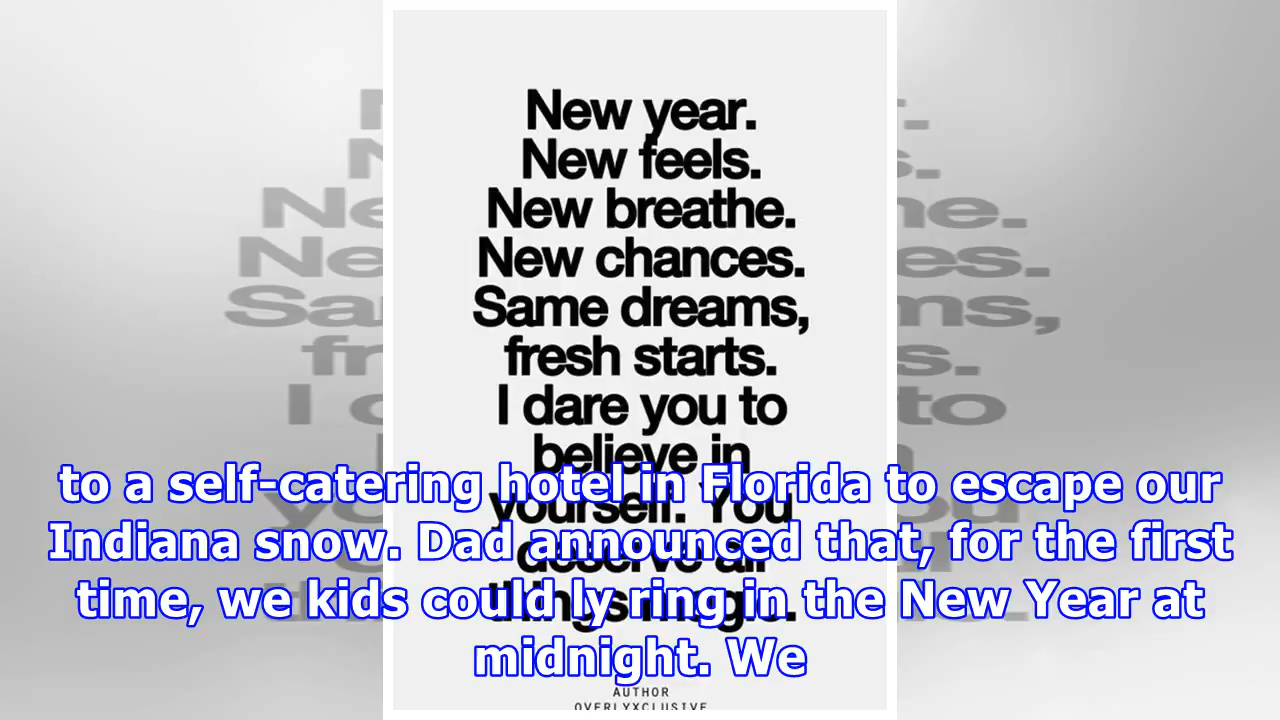 New year.
New feels.
New breathe.
New chances.
Same dreams,
fresh starts.
I dare you to
believe in
yourself. You
deserve all
things magic.
to a self-catering hotel in Florida to escape our
Indiana snow. Dad announced that, for the first
time, we kids could ly ring in the New Year at
midnight. We
AUTHOR
OVERLYXCLUSIVE